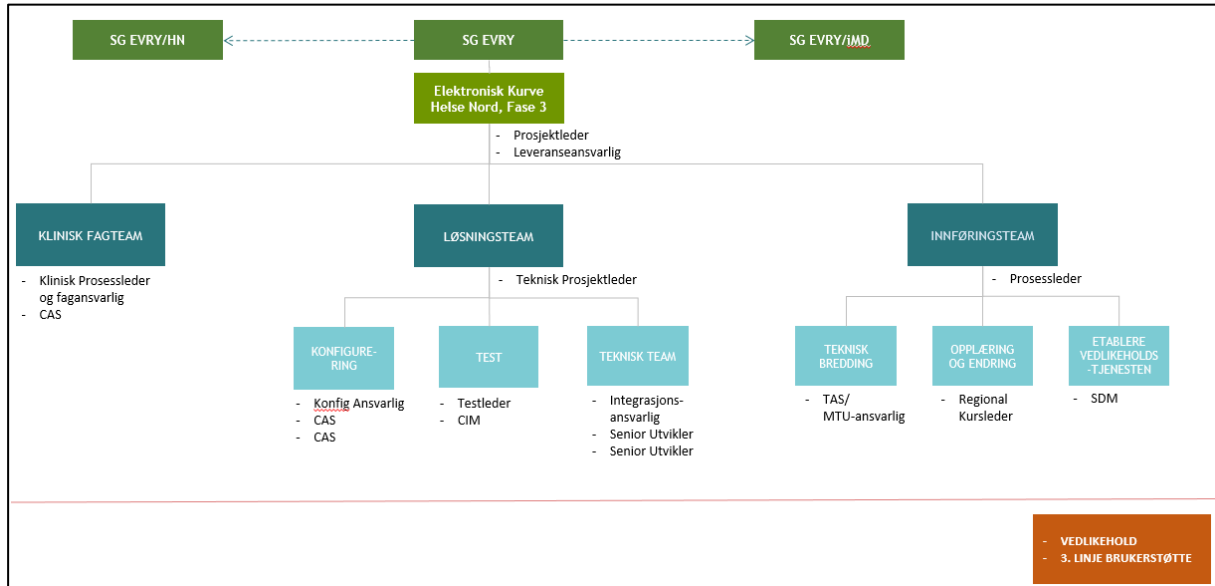 SG EVRY/HN
SG EVRY
SG EVRY/iMD
Elektronisk Kurve
Helse Nord, Fase 3
- Prosjektleder
- Leveranseansvarlig
KLINISK FAGTEAM
- Klinisk Prosessleder
og fagansvarlig
- CAS
LØSNINGSTEAM
- Teknisk Prosjektleder
INNFØRINGSTEAM
- Prosessleder
KONFIGURE-
RING
- Konfig Ansvarlig
- CAS
- CAS
TEST
- Testleder
- CIM
TEKNISK TEAM
- Integrasjons-
ansvarlig
- Senior Utvikler
- Senior Utvikler
TEKNISK
BREDDING
- TAS/
MTU-ansvarlig
OPPLÆRING
OG ENDRING
- Regional
Kursleder
ETABLERE
VEDLIKEHOLDS
-TJENESTEN
- SDM
- VEDLIKEHOLD
- 3. LINJE BRUKERSTØTTE